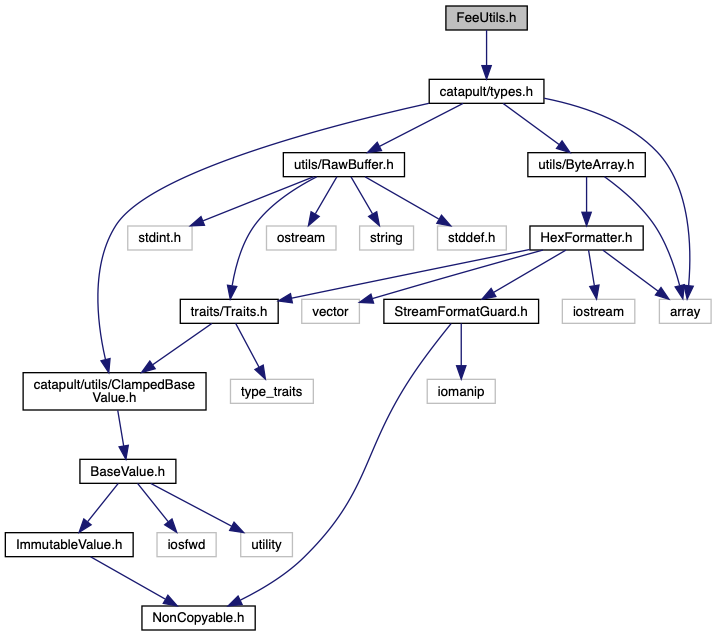 FeeUtils.h
catapult/types.h
utils/RawBuffer.h
utils/ByteArray.h
stdint.h
ostream
string
stddef.h
HexFormatter.h
traits/Traits.h
vector
StreamFormatGuard.h
iostream
array
catapult/utils/ClampedBase
Value.h
type_traits
iomanip
BaseValue.h
ImmutableValue.h
iosfwd
utility
NonCopyable.h